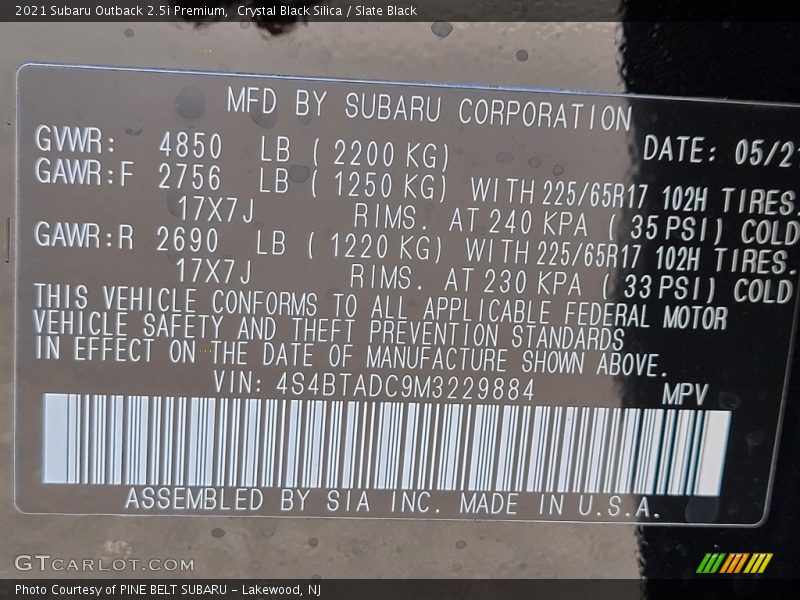 2021 Subaru Outback 2.5i Premium,  Crystal Black Silica / Slate Black
MFD BY SUBARU CORPORATION
GVWR: 4850 LB ( 2200 KG) DATE: 05/21
GAWR:F 2756 LB ( 1250 KG) WITH 225/65R17 102H TIRES.
17X7J RIMS. AT 240 KPA ( 35 PSI) COLD
GAWR:R 2690 LB ( 1220 KG) WITH 225/65R17 102H TIRES.
17X7J RIMS. AT 230 KPA ( 33 PSI) COLD
THIS VEHICLE CONFORMS TO ALL APPLICABLE FEDERAL MOTOR
VEHICLE SAFETY AND THEFT PREVENTION STANDARDS
IN EFFECT ON THE DATE OF MANUFACTURE SHOWN ABOVE.
VIN: 4S4BTADC9M3229884 MPV
ASSEMBLED BY SIA INC. MADE IN U.S.A.
GTCARLOT.COM
Photo Courtesy of PINE BELT SUBARU - Lakewood, NJ